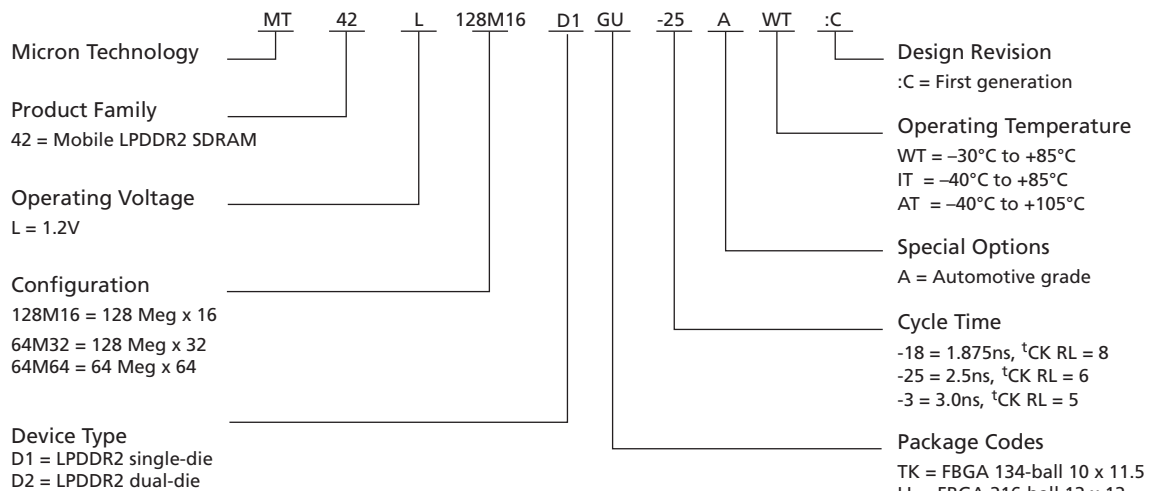 MT 42 L 128M16 D1 GU -25 A WT :C
Micron Technology
Product Family
42 = Mobile LPDDR2 SDRAM
Operating Voltage
L = 1.2V
Configuration
128M16 = 128 Meg x 16
64M32 = 128 Meg x 32
64M64 = 64 Meg x 64
Device Type
D1 = LPDDR2 single-die
D2 = LPDDR2 dual-die
Design Revision
:C = First generation
Operating Temperature
WT = –30°C to +85°C
IT = –40°C to +85°C
AT = –40°C to +105°C
Special Options
A = Automotive grade
Cycle Time
-18 = 1.875ns, tCK RL = 8
-25 = 2.5ns, tCK RL = 6
-3 = 3.0ns, tCK RL = 5
Package Codes
TK = FBGA 134-ball 10 x 11.5